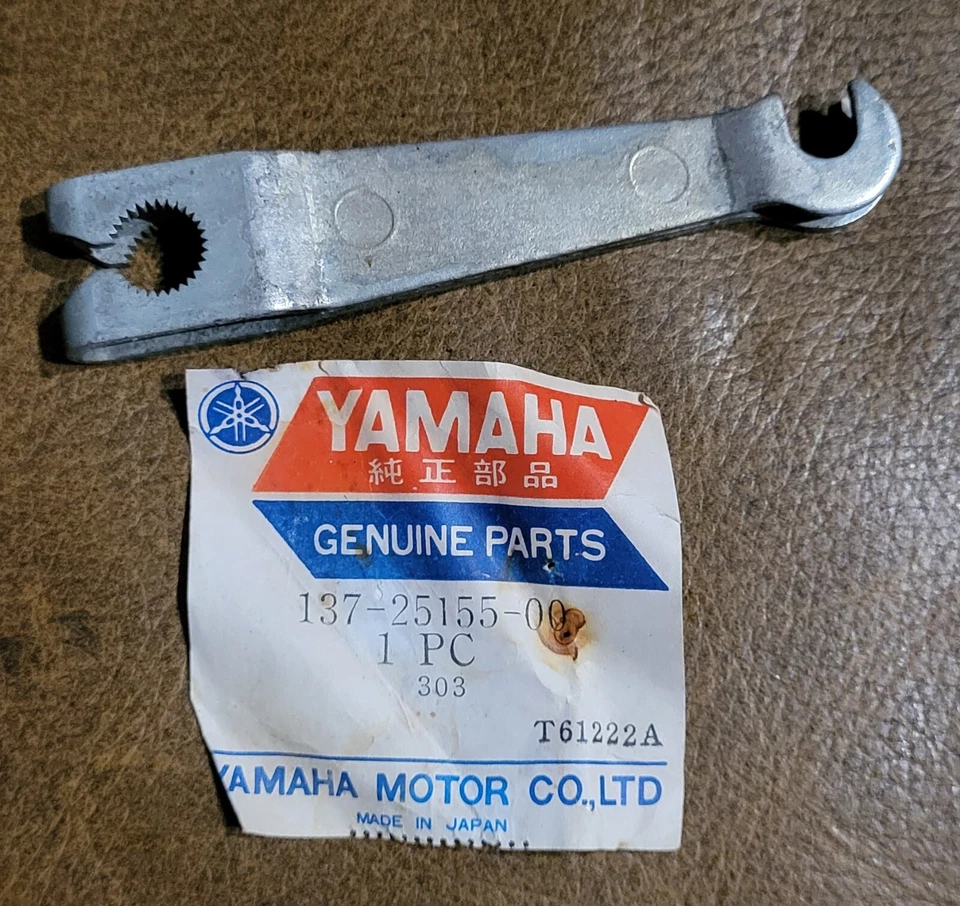 YAMAHA
純正部品
GENUINE PARTS
137-25155-00
1 PC
303
T61222A
YAMAHA MOTOR CO.,LTD
MADE IN JAPAN